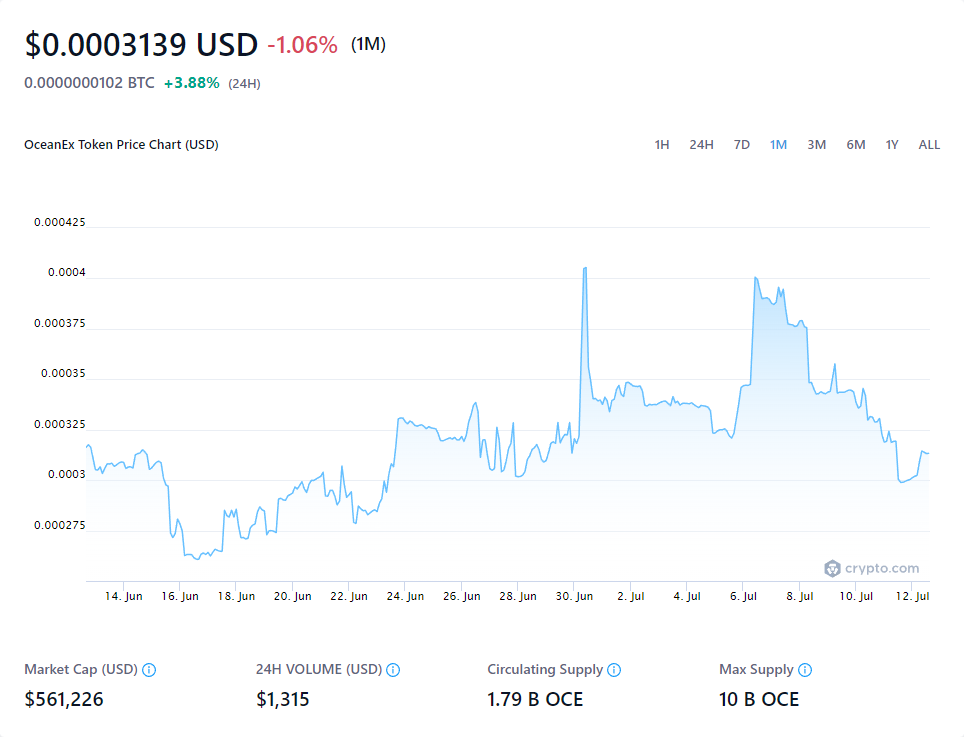 $0.0003139 USD -1.06% (1M)
0.0000000102 BTC +3.88% (24H)
OceanEx Token Price Chart (USD) 1H 24H 7D 1M 3M 6M 1Y ALL
0.000425
0.0004
0.000375
0.00035
0.000325
0.0003
0.000275
crypto.com
14. Jun 16. Jun 18. Jun 20. Jun 22. Jun 24. Jun 26. Jun 28. Jun 30. Jun 2. Jul 4. Jul 6. Jul 8. Jul 10. Jul 12. Jul
Market Cap (USD) 24H VOLUME (USD) Circulating Supply Max Supply
$561,226 $1,315 1.79 B OCE 10 B OCE